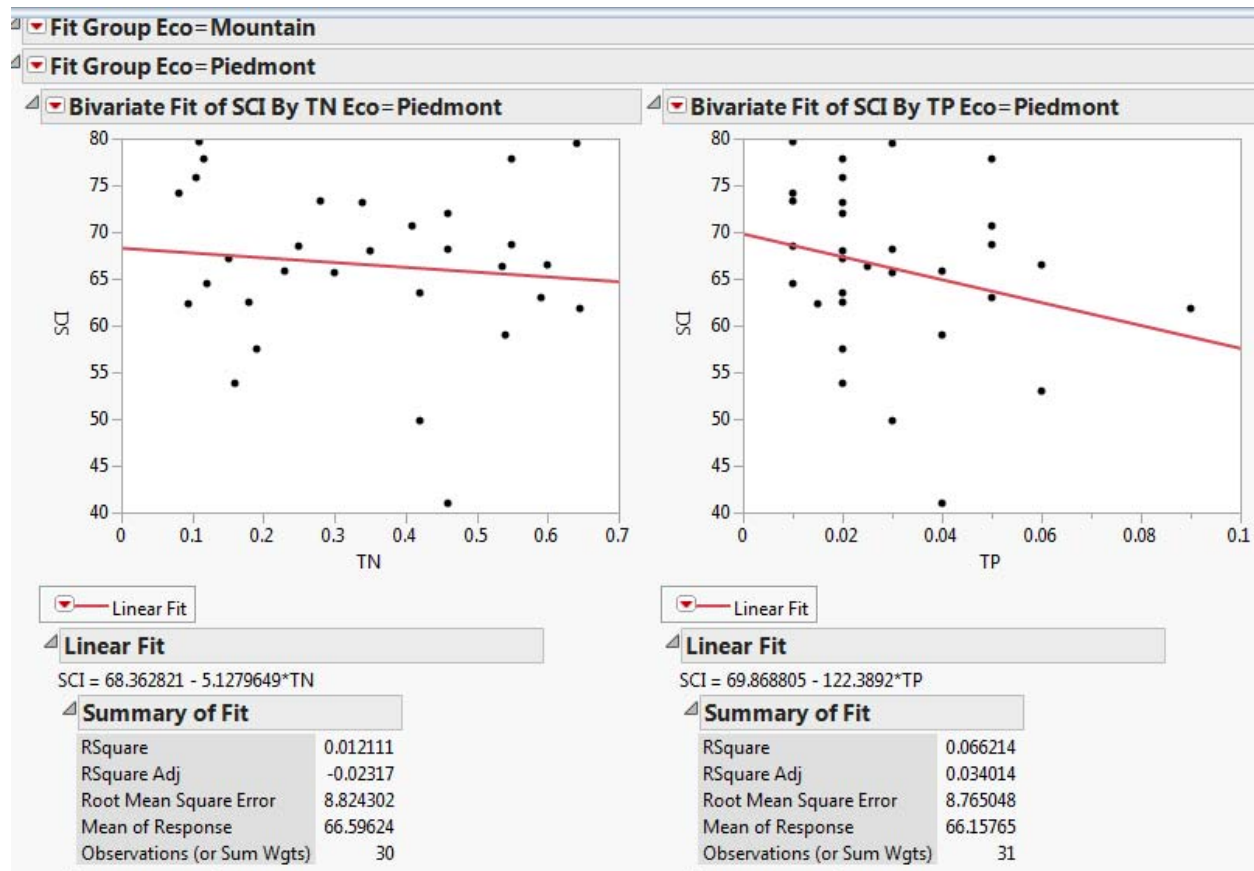 Fit Group Eco=Mountain
Fit Group Eco=Piedmont
Bivariate Fit of SCI By TN Eco=Piedmont
80
75
70
65
60
55
50
45
40
SCI
0 0.1 0.2 0.3 0.4 0.5 0.6 0.7
TN
Linear Fit
Linear Fit
SCI = 68.362821 - 5.1279649*TN
Summary of Fit
RSquare 0.012111
RSquare Adj -0.02317
Root Mean Square Error 8.824302
Mean of Response 66.59624
Observations (or Sum Wgts) 30
Bivariate Fit of SCI By TP Eco=Piedmont
80
75
70
65
60
55
50
45
40
SCI
0 0.02 0.04 0.06 0.08 0.1
TP
Linear Fit
Linear Fit
SCI = 69.868805 - 122.3892*TP
Summary of Fit
RSquare 0.066214
RSquare Adj 0.034014
Root Mean Square Error 8.765048
Mean of Response 66.15765
Observations (or Sum Wgts) 31